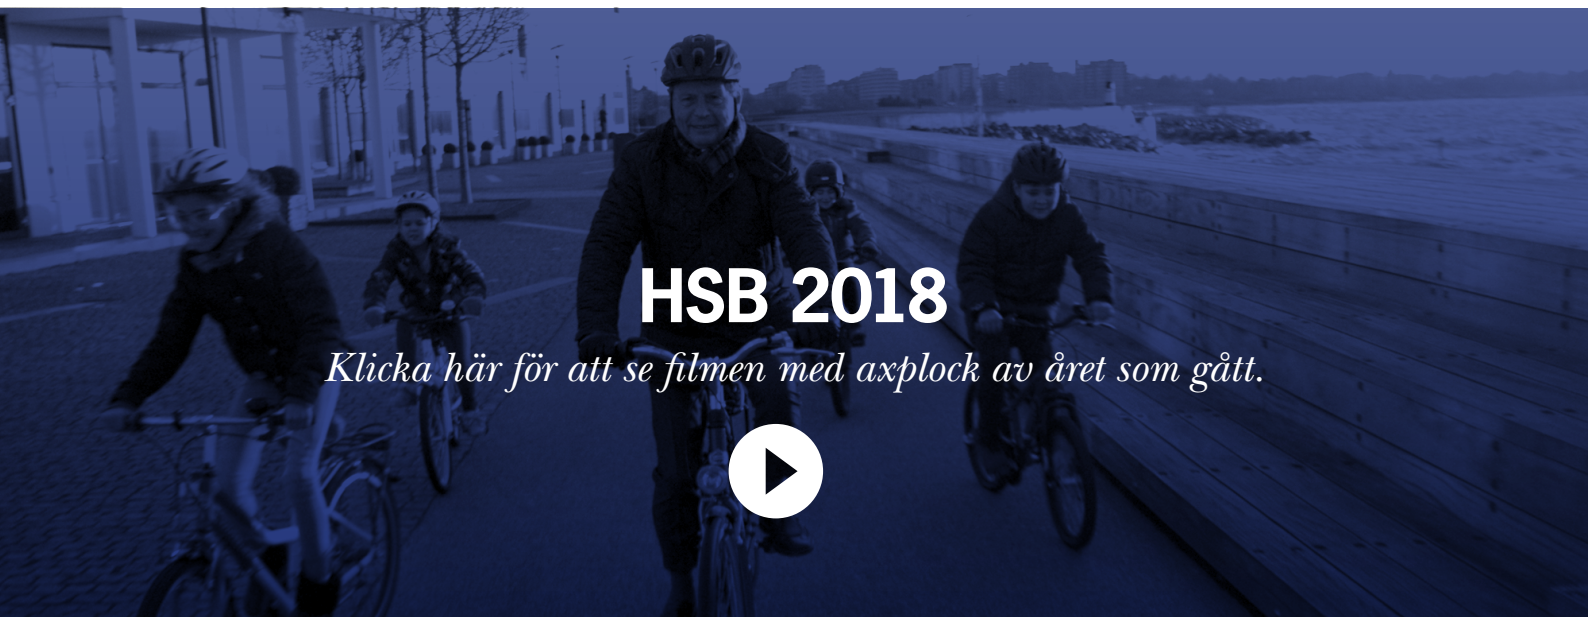 HSB 2018
Klicka här för att se filmen med axplock av året som gått.